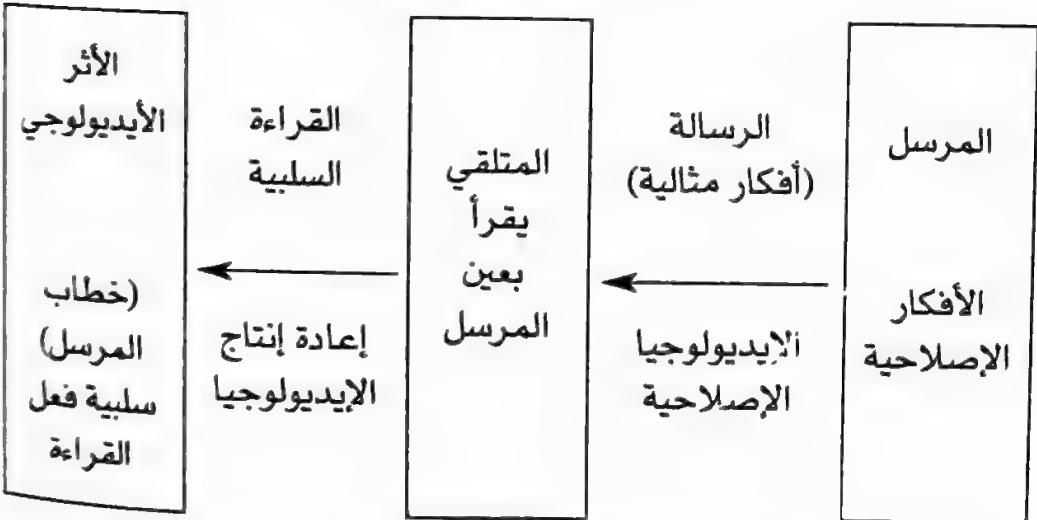 المرسل
الأفكار
الإصلاحية
الرسالة
(أفكار مثالية)
الإيديولوجيا
الإصلاحية
المتلقي
يقرأ
بعين
المرسل
القراءة
السلبية
إعادة إنتاج
الإيديولوجيا
الأثر
الأيديولوجي
(خطاب
المرسل)
سلبية فعل
القراءة